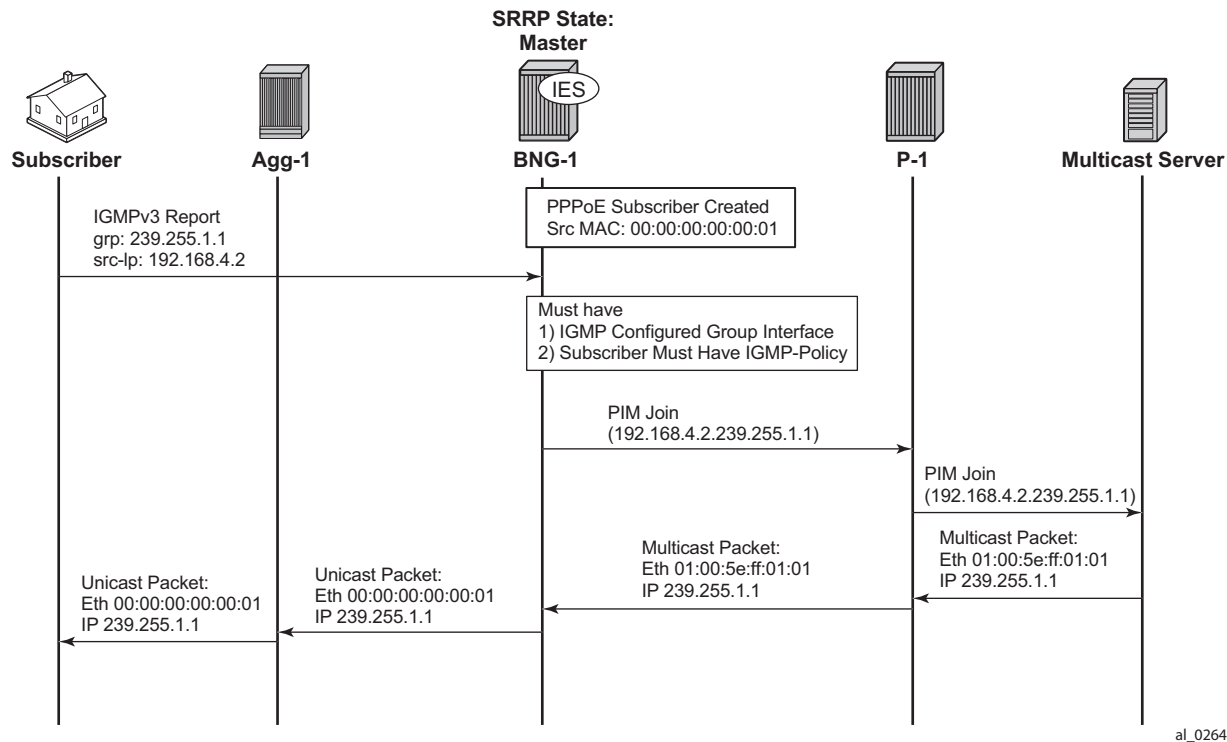 SRRP State:
Master
IES
Subscriber
Agg-1
BNG-1
P-1
Multicast Server
PPPoE Subscriber Created
Src MAC: 00:00:00:00:00:01
IGMPv3 Report
grp: 239.255.1.1
src-Ip: 192.168.4.2
Must have
1) IGMP Configured Group Interface
2) Subscriber Must Have IGMP-Policy
PIM Join
(192.168.4.2.239.255.1.1)
PIM Join
(192.168.4.2.239.255.1.1)
Multicast Packet:
Eth 01:00:5e:ff:01:01
IP 239.255.1.1
Multicast Packet:
Eth 01:00:5e:ff:01:01
IP 239.255.1.1
Unicast Packet:
Eth 00:00:00:00:00:01
IP 239.255.1.1
Unicast Packet:
Eth 00:00:00:00:00:01
IP 239.255.1.1
al_0264